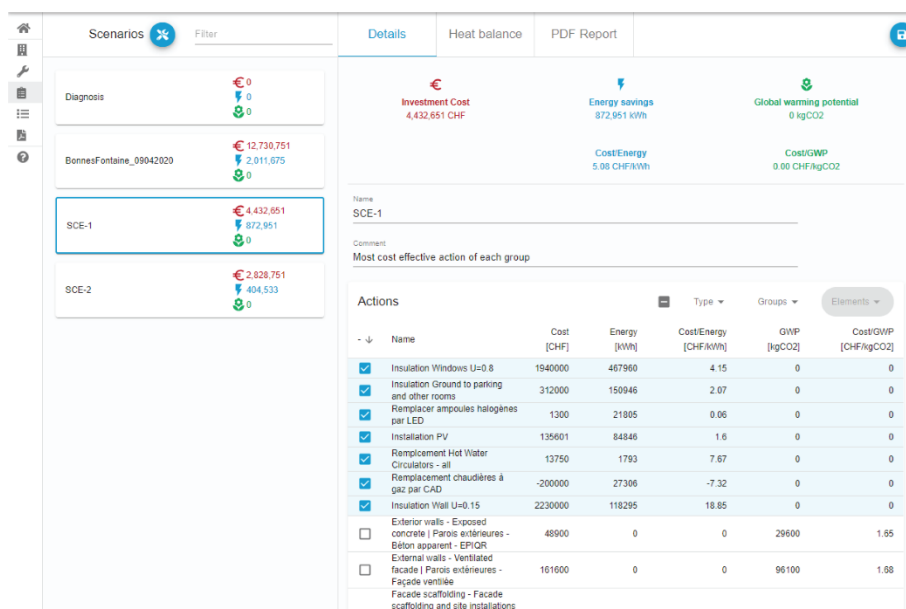 Scenarios
Filter
Details
Heat balance
PDF Report
Diagnosis
0
0
0
BonnesFontaine_09042020
12,730,751
2,011,675
0
SCE-1
4,432,651
872,951
0
SCE-2
2,828,751
404,533
0
Investment Cost
4,432,651 CHF
Energy savings
872,951 kWh
Global warming potential
0 kgCO2
Cost/Energy
5.08 CHF/kWh
Cost/GWP
0.00 CHF/kgCO2
Name
SCE-1
Comment
Most cost effective action of each group
Actions
Type
Groups
Elements
- Name Cost [CHF] Energy [kWh] Cost/Energy [CHF/kWh] GWP [kgCO2] Cost/GWP [CHF/kgCO2]
Insulation Windows U=0.8 1940000 467960 4.15 0 0
Insulation Ground to parking
and other rooms 312000 150946 2.07 0 0
Remplacer ampoules halogènes
par LED 1300 21805 0.06 0 0
Installation PV 135601 84846 1.6 0 0
Remplcement Hot Water
Circulators - all 13750 1793 7.67 0 0
Remplacement chaudières à
gaz par CAD -200000 27306 -7.32 0 0
Insulation Wall U=0.15 2230000 118295 18.85 0 0
Exterior walls - Exposed
concrete | Parois extérieures -
Béton apparent - EPIQR 48900 0 0 29600 1.65
External walls - Ventilated
facade | Parois extérieures -
Façade ventilée 161600 0 0 96100 1.68
Facade scaffolding - Facade
scaffolding and site installations